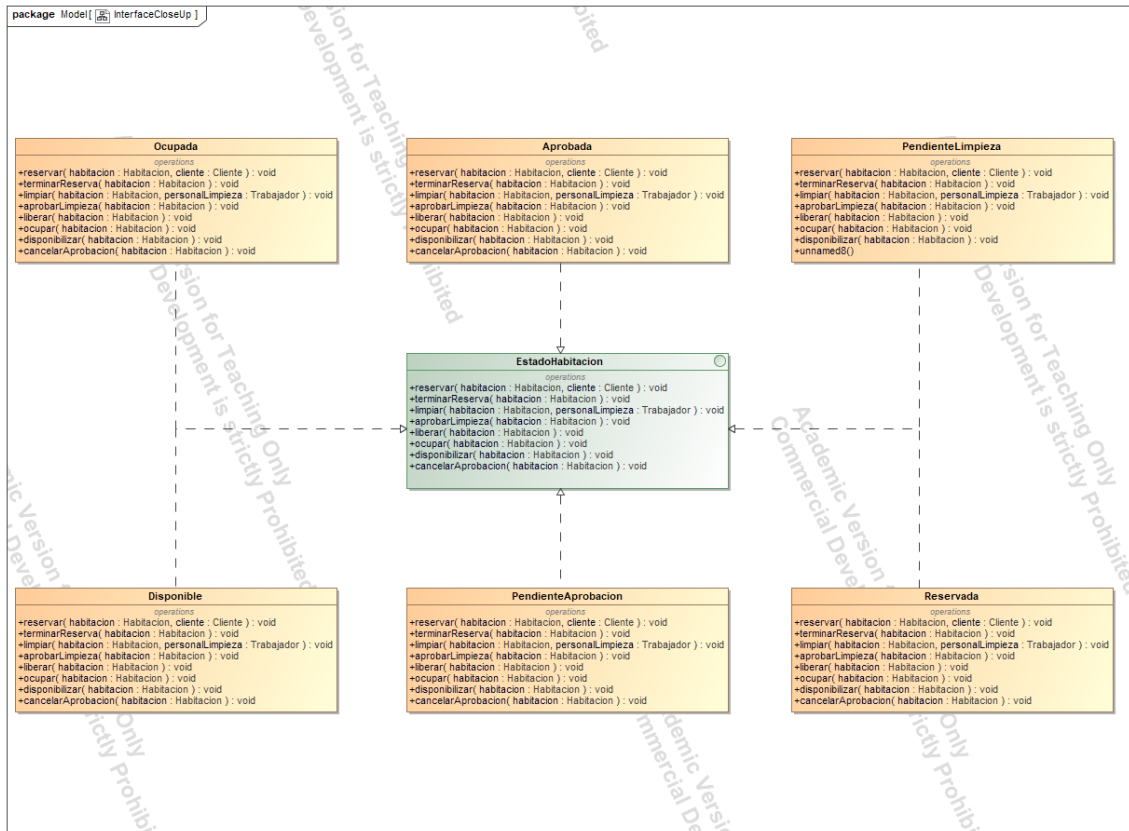 package Model[ InterfaceCloseUp ]
Ocupada
operations
+reservar( habitacion : Habitacion, cliente : Cliente ) : void
+terminarReserva( habitacion : Habitacion ) : void
+limpiar( habitacion : Habitacion, personalLimpieza : Trabajador ) : void
+aprobarLimpieza( habitacion : Habitacion ) : void
+liberar( habitacion : Habitacion ) : void
+ocupar( habitacion : Habitacion ) : void
+disponibilizar( habitacion : Habitacion ) : void
+cancelarAprobacion( habitacion : Habitacion ) : void
Aprobada
operations
+reservar( habitacion : Habitacion, cliente : Cliente ) : void
+terminarReserva( habitacion : Habitacion ) : void
+limpiar( habitacion : Habitacion, personalLimpieza : Trabajador ) : void
+aprobarLimpieza( habitacion : Habitacion ) : void
+liberar( habitacion : Habitacion ) : void
+ocupar( habitacion : Habitacion ) : void
+disponibilizar( habitacion : Habitacion ) : void
+cancelarAprobacion( habitacion : Habitacion ) : void
PendienteLimpieza
operations
+reservar( habitacion : Habitacion, cliente : Cliente ) : void
+terminarReserva( habitacion : Habitacion ) : void
+limpiar( habitacion : Habitacion, personalLimpieza : Trabajador ) : void
+aprobarLimpieza( habitacion : Habitacion ) : void
+liberar( habitacion : Habitacion ) : void
+ocupar( habitacion : Habitacion ) : void
+disponibilizar( habitacion : Habitacion ) : void
+unnamed8()
EstadoHabitacion
operations
+reservar( habitacion : Habitacion, cliente : Cliente ) : void
+terminarReserva( habitacion : Habitacion ) : void
+limpiar( habitacion : Habitacion, personalLimpieza : Trabajador ) : void
+aprobarLimpieza( habitacion : Habitacion ) : void
+liberar( habitacion : Habitacion ) : void
+ocupar( habitacion : Habitacion ) : void
+disponibilizar( habitacion : Habitacion ) : void
+cancelarAprobacion( habitacion : Habitacion ) : void
Disponible
operations
+reservar( habitacion : Habitacion, cliente : Cliente ) : void
+terminarReserva( habitacion : Habitacion ) : void
+limpiar( habitacion : Habitacion, personalLimpieza : Trabajador ) : void
+aprobarLimpieza( habitacion : Habitacion ) : void
+liberar( habitacion : Habitacion ) : void
+ocupar( habitacion : Habitacion ) : void
+disponibilizar( habitacion : Habitacion ) : void
+cancelarAprobacion( habitacion : Habitacion ) : void
PendienteAprobacion
operations
+reservar( habitacion : Habitacion, cliente : Cliente ) : void
+terminarReserva( habitacion : Habitacion ) : void
+limpiar( habitacion : Habitacion, personalLimpieza : Trabajador ) : void
+aprobarLimpieza( habitacion : Habitacion ) : void
+liberar( habitacion : Habitacion ) : void
+ocupar( habitacion : Habitacion ) : void
+disponibilizar( habitacion : Habitacion ) : void
+cancelarAprobacion( habitacion : Habitacion ) : void
Reservada
operations
+reservar( habitacion : Habitacion, cliente : Cliente ) : void
+terminarReserva( habitacion : Habitacion ) : void
+limpiar( habitacion : Habitacion, personalLimpieza : Trabajador ) : void
+aprobarLimpieza( habitacion : Habitacion ) : void
+liberar( habitacion : Habitacion ) : void
+ocupar( habitacion : Habitacion ) : void
+disponibilizar( habitacion : Habitacion ) : void
+cancelarAprobacion( habitacion : Habitacion ) : void